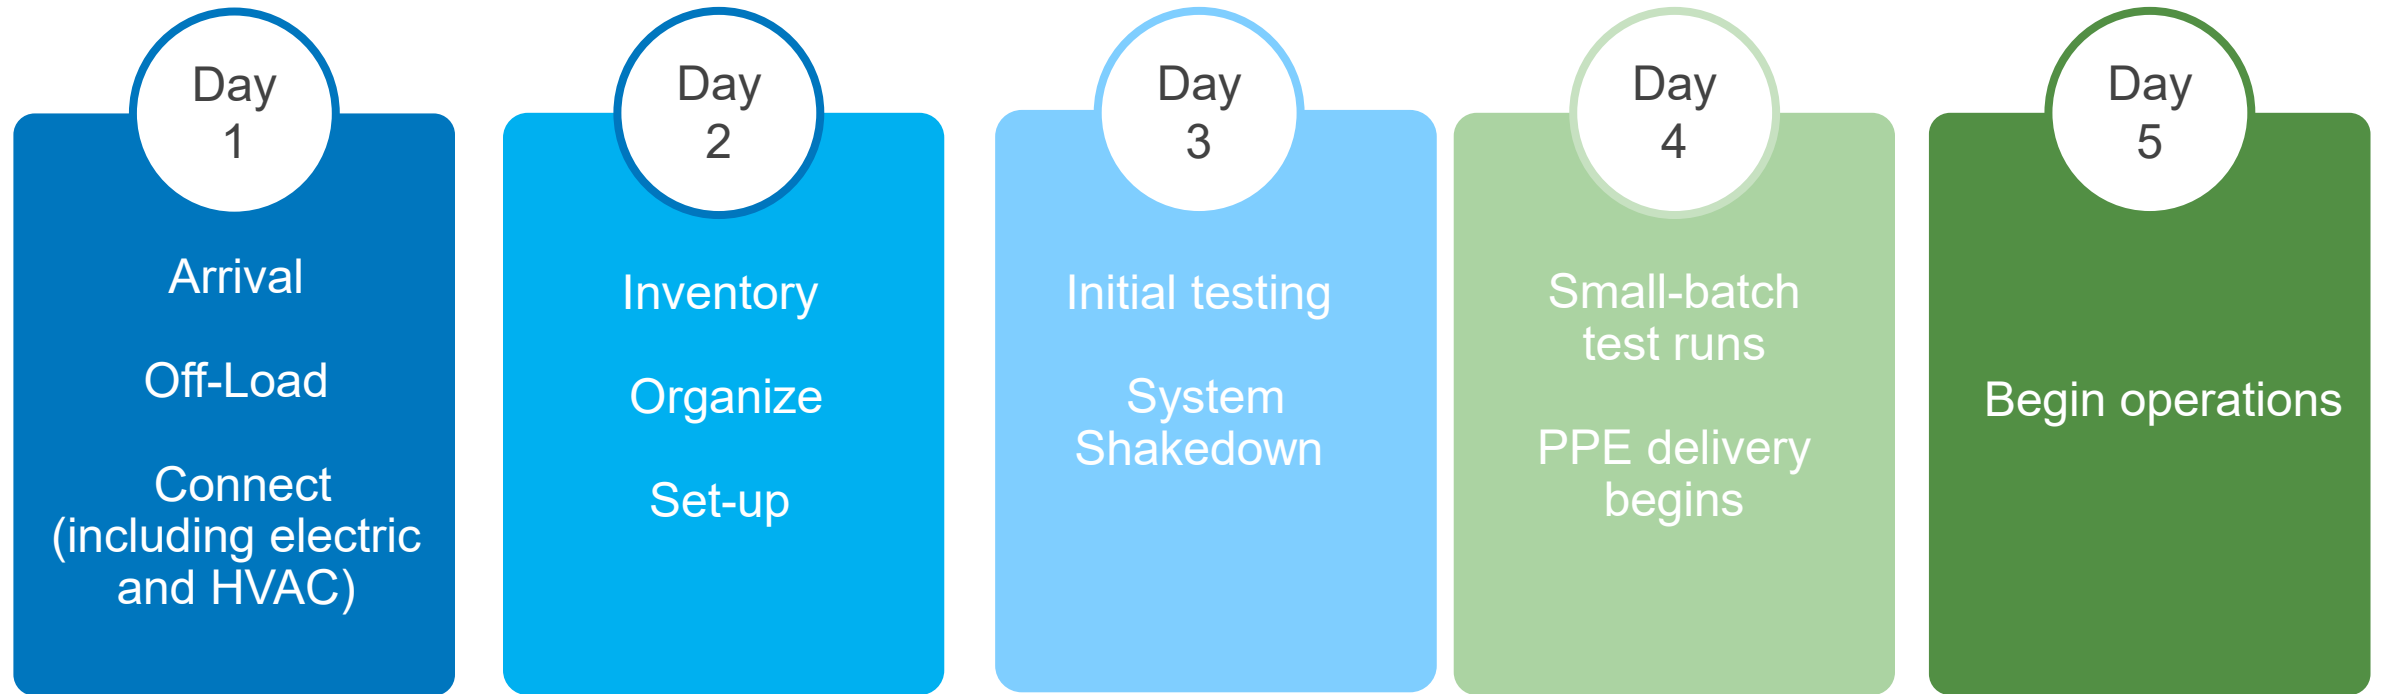 Day
1
Arrival
Off-Load
Connect
(including electric
and HVAC)
Day
2
Inventory
Organize
Set-up
Day
3
Initial testing
System
Shakedown
Day
4
Small-batch
test runs
PPE delivery
begins
Day
5
Begin operations